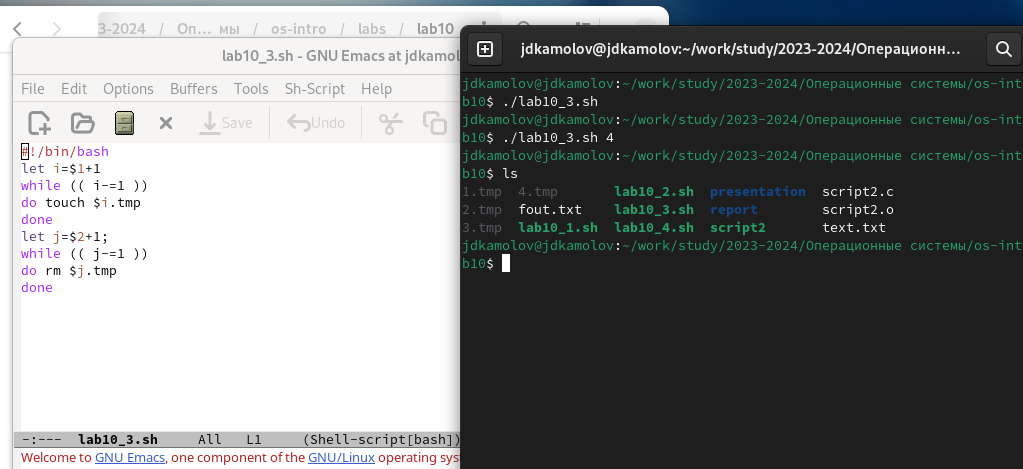 3-2024 / Оп... мы / os-intro / labs / lab10
lab10_3.sh - GNU Emacs at jdkamol
File Edit Options Buffers Tools Sh-Script Help
Save Undo
#!/bin/bash
let i=$1+1
while (( i-=1 ))
do touch $i.tmp
done
let j=$2+1;
while (( j-=1 ))
do rm $j.tmp
done
-:--- lab10_3.sh All L1 (Shell-script[bash])
Welcome to GNU Emacs, one component of the GNU/Linux operating sys
jdkamolov@jdkamolov:~/work/study/2023-2024/Операционн...
jdkamolov@jdkamolov:~/work/study/2023-2024/Операционные системы/os-int
b10$ ./lab10_3.sh
jdkamolov@jdkamolov:~/work/study/2023-2024/Операционные системы/os-int
b10$ ./lab10_3.sh 4
jdkamolov@jdkamolov:~/work/study/2023-2024/Операционные системы/os-int
b10$ ls
1.tmp 4.tmp lab10_2.sh presentation script2.c
2.tmp fout.txt lab10_3.sh report script2.o
3.tmp lab10_1.sh lab10_4.sh script2 text.txt
jdkamolov@jdkamolov:~/work/study/2023-2024/Операционные системы/os-int
b10$